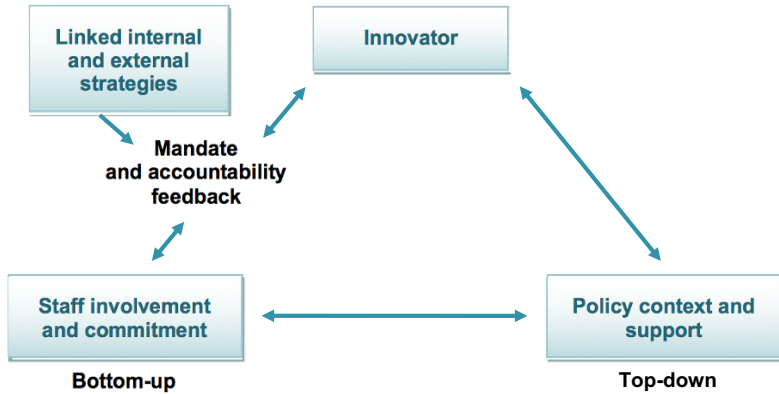 Linked internal
and external
strategies
Innovator
Mandate
and accountability
feedback
Staff involvement
and commitment
Policy context and
support
Bottom-up
Top-down